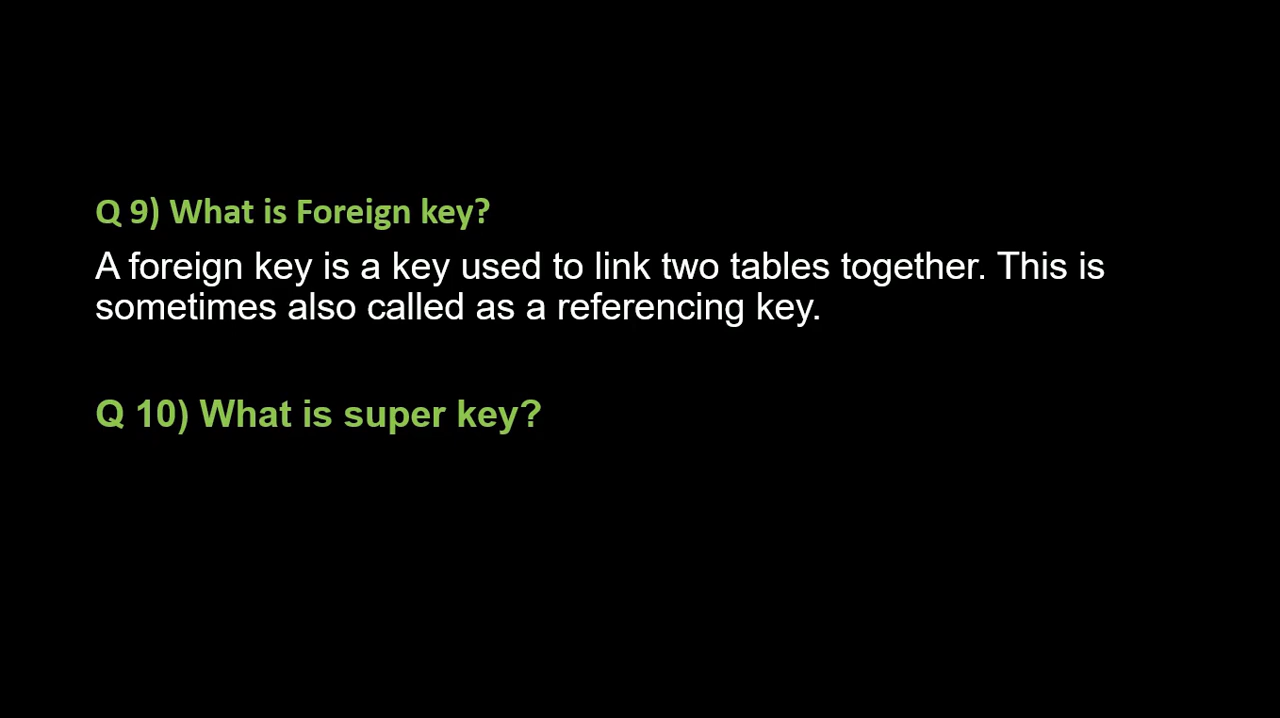 Q 9) What is Foreign key?
A foreign key is a key used to link two tables together. This is
sometimes also called as a referencing key.
Q 10) What is super key?